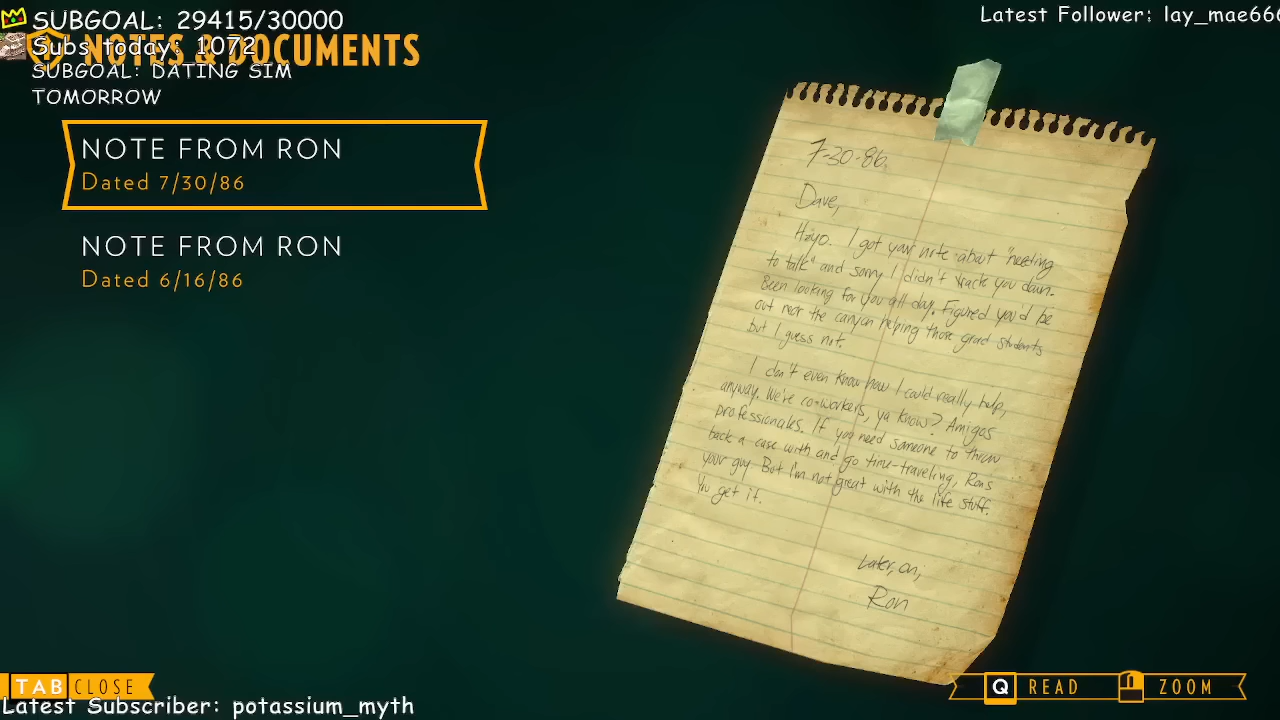 SUBGOAL: 29415/30000
Latest Follower: lay_mae666
Subs today: 1072
NOTES & DOCUMENTS
SUBGOAL: DATING SIM
TOMORROW
NOTE FROM RON
Dated 7/30/86
NOTE FROM RON
Dated 6/16/86
7-30-86
Dave,
Hiyo. I got your note about "needing
to talk" and sorry I didn't track you down.
Been looking for you all day. Figured you'd be
out near the canyon helping those grad students
but I guess not.
I don't even know how I could really help,
anyway. We're co-workers, ya know? Amigos
professionales. If you need someone to throw
back a case with and go time-traveling, Rons
your guy. But I'm not great with the life stuff.
You get it.
Later, on,
Ron
TAB CLOSE
Q READ
ZOOM
Latest Subscriber: potassium_myth